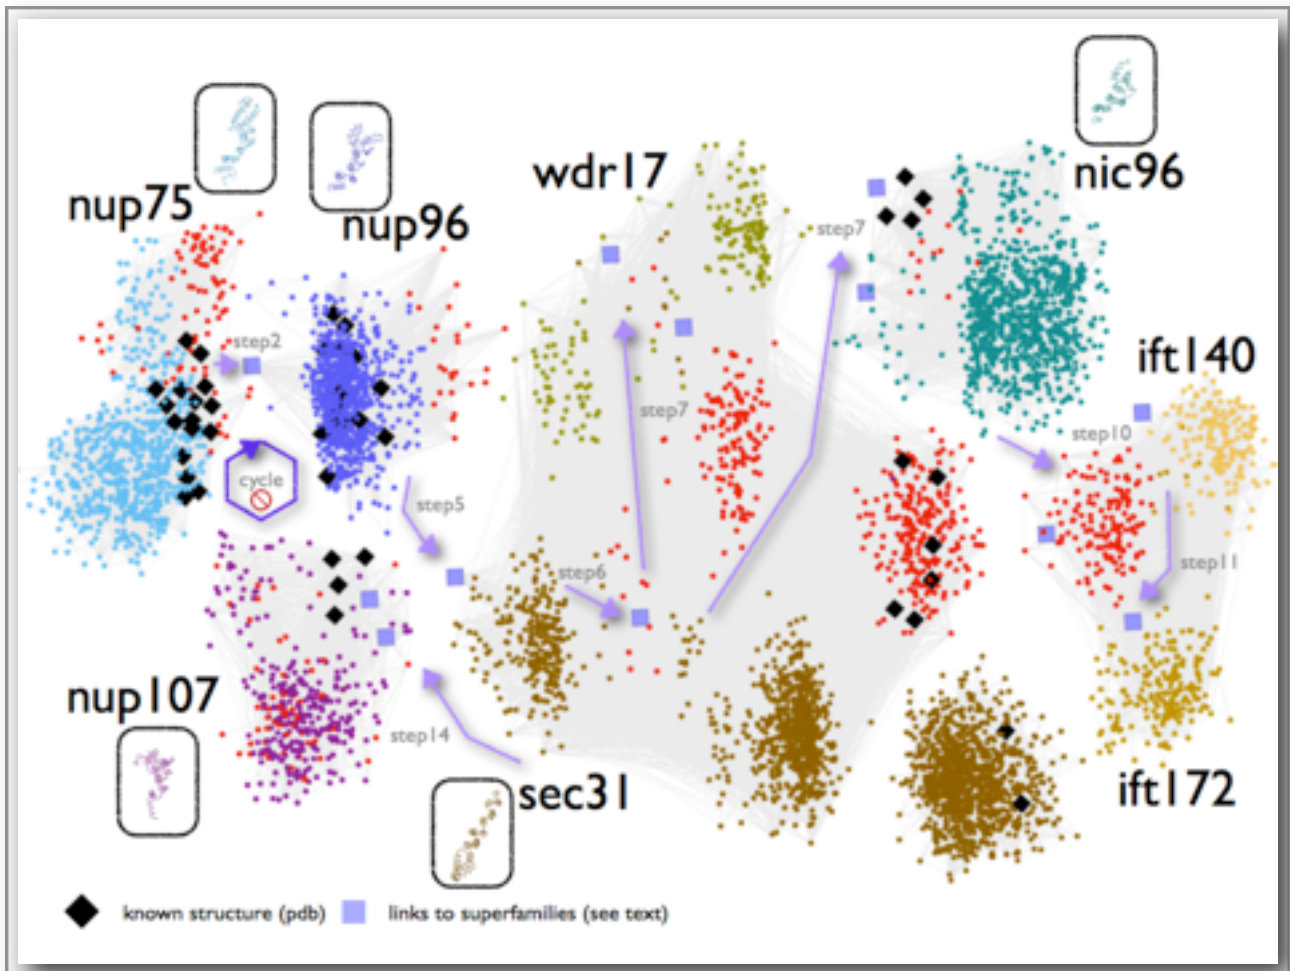 nup75
nup96
wdr17
nic96
step7
step2
ift140
step7
step10
cycle
step5
step11
step6
nup107
step14
sec31
ift172
known structure (pdb)
links to superfamilies (see text)